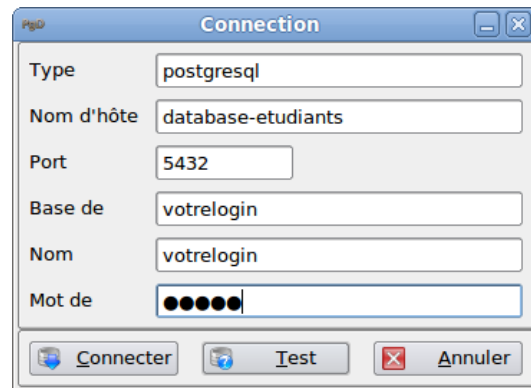 Connection
Type postgresql
Nom d'hôte database-etudiants
Port 5432
Base de votrelogin
Nom votrelogin
Mot de ●●●●●
Connecter Test Annuler